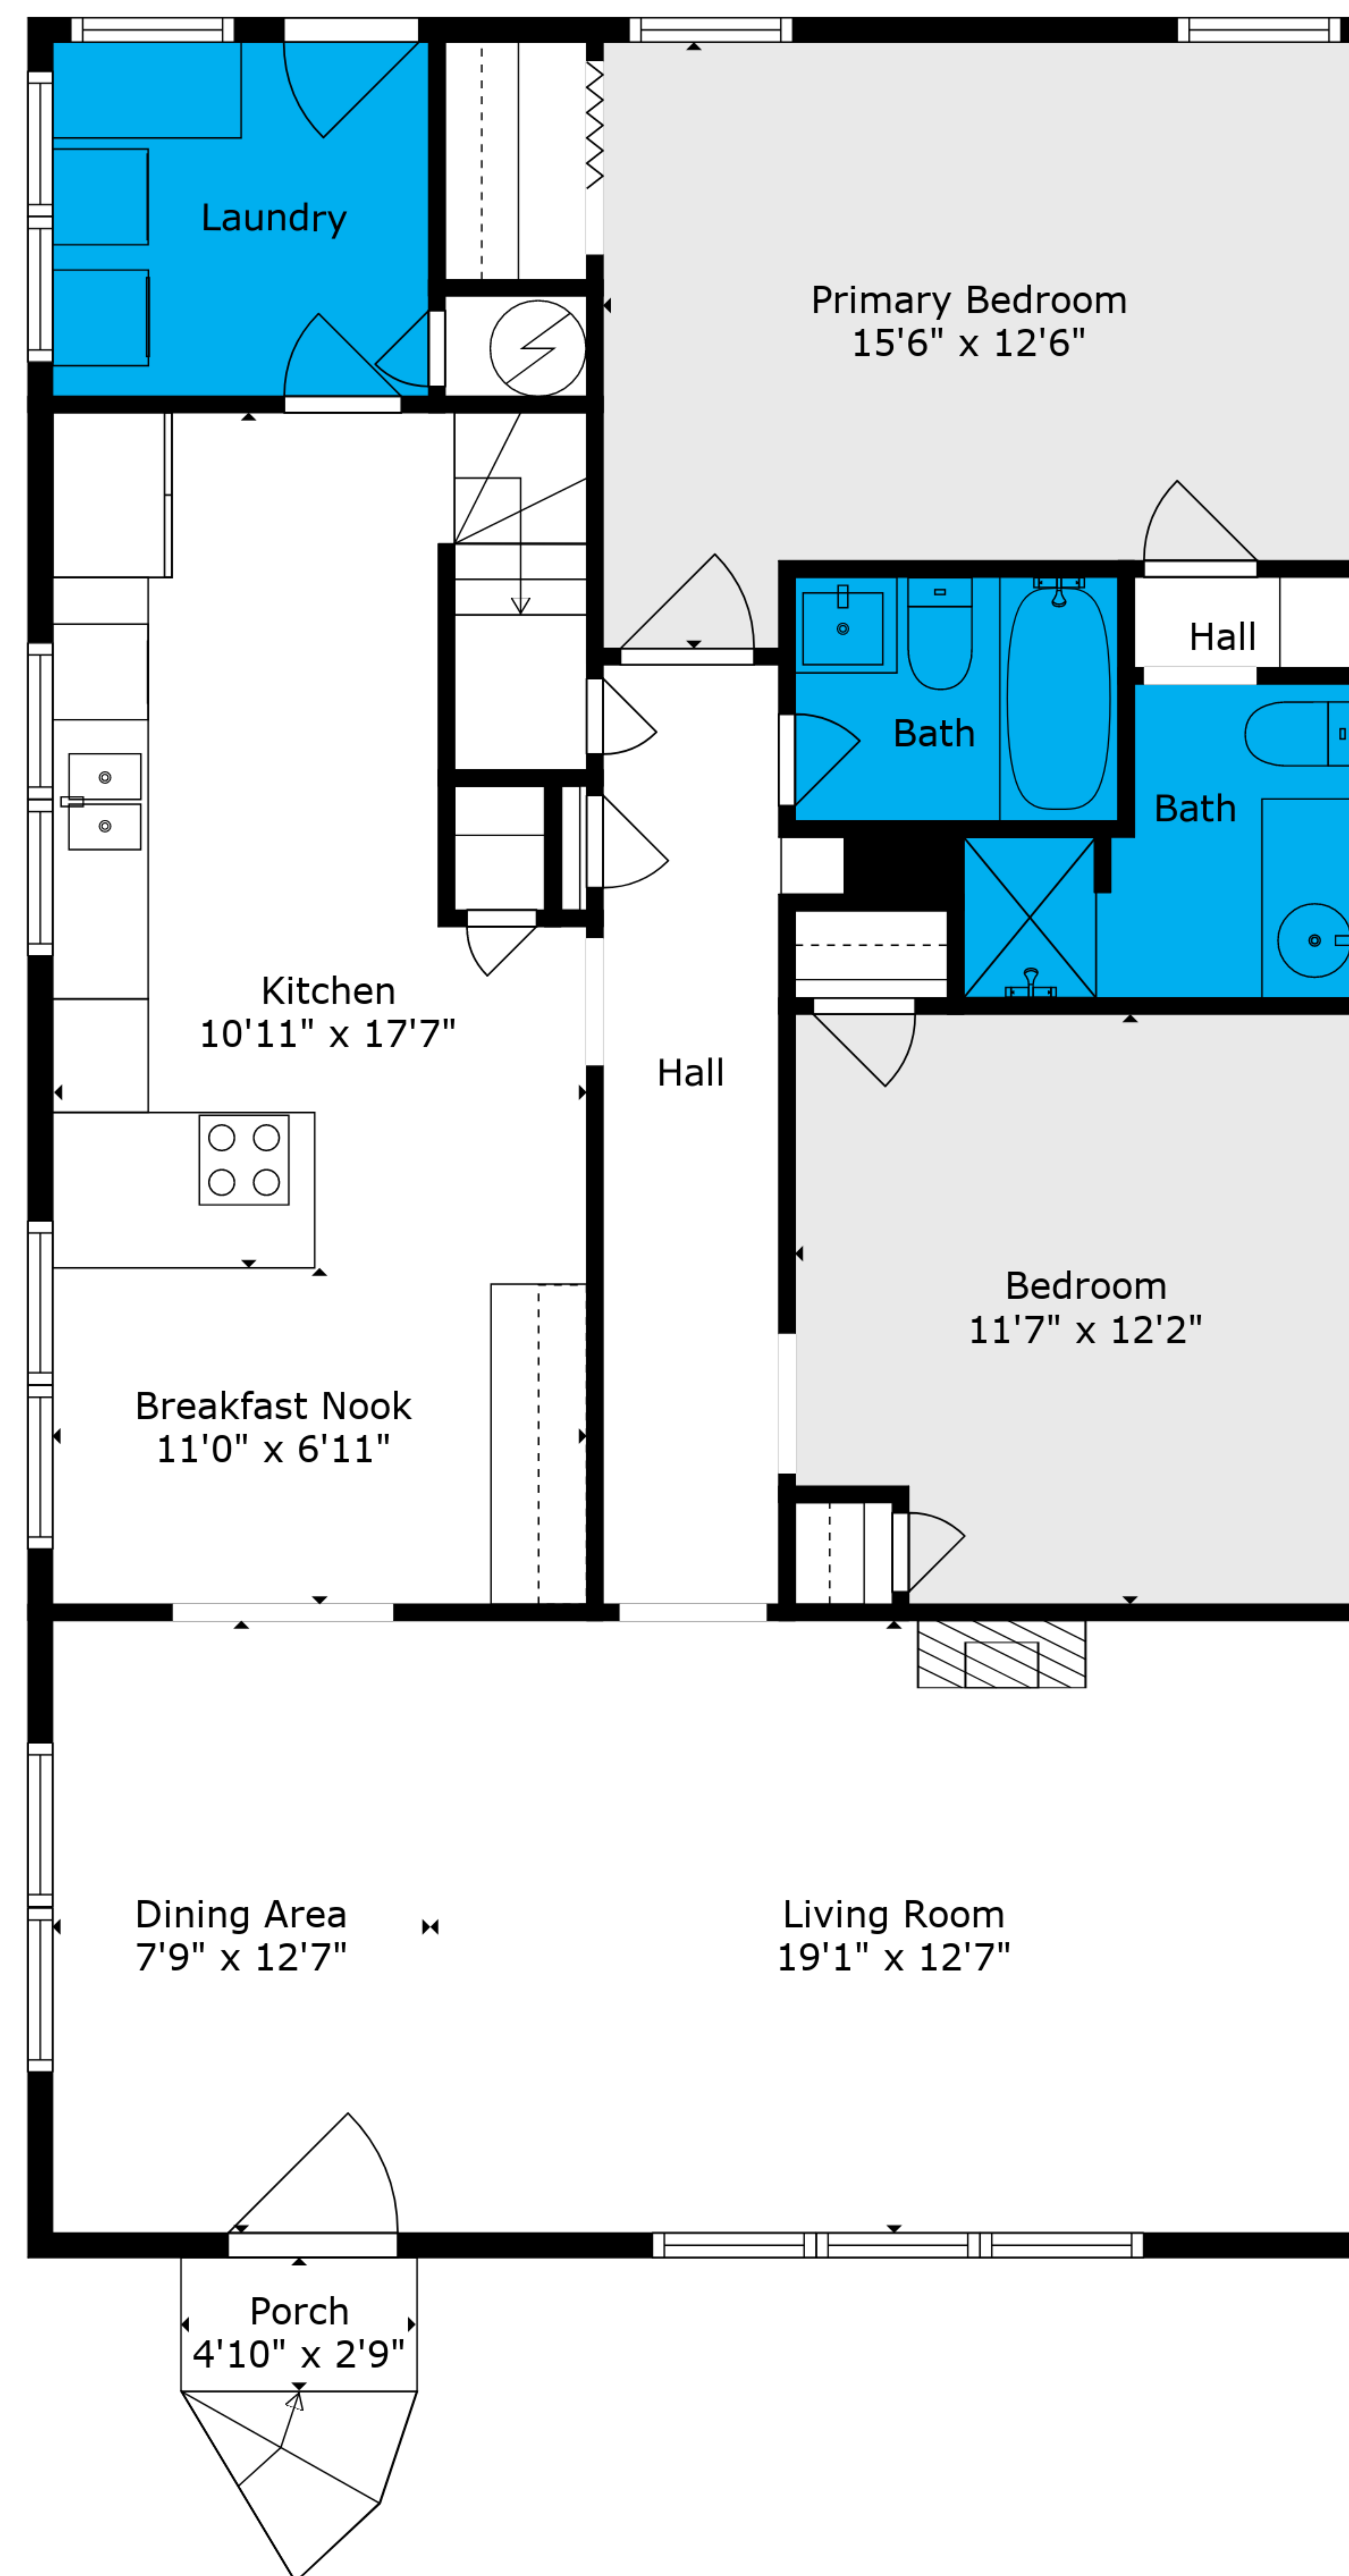 Laundry
Primary Bedroom
15'6" x 12'6"
Hall
Bath
Bath
Kitchen
10'11" x 17'7"
Hall
Bedroom
11'7" x 12'2"
Breakfast Nook
11'0" x 6'11"
Dining Area
7'9" x 12'7"
Living Room
19'1" x 12'7"
Porch
4'10" x 2'9"